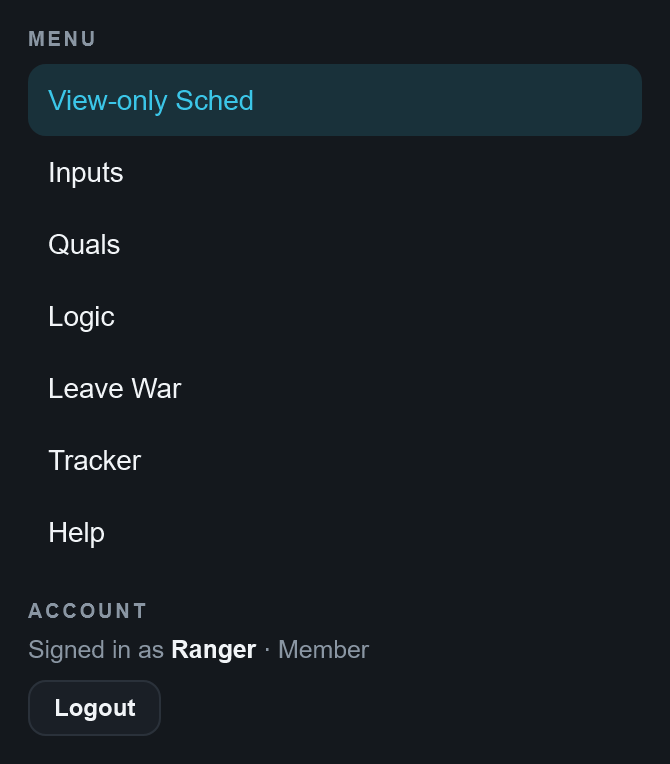 MENU
View-only Sched
Inputs
Quals
Logic
Leave War
Tracker
Help
ACCOUNT
Signed in as Ranger · Member
Logout